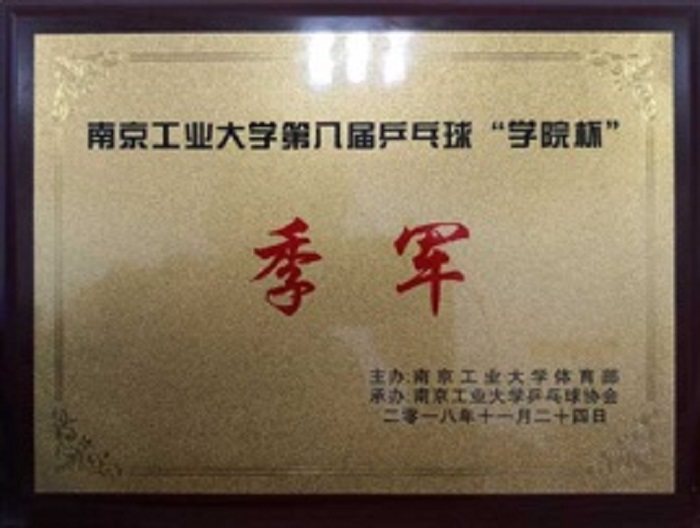 南京工业大学第八届乒乓球“学院杯”
季军
主办:南京工业大学体育部
承办:南京工业大学乒乓球协会
二零一八年十一月二十四日